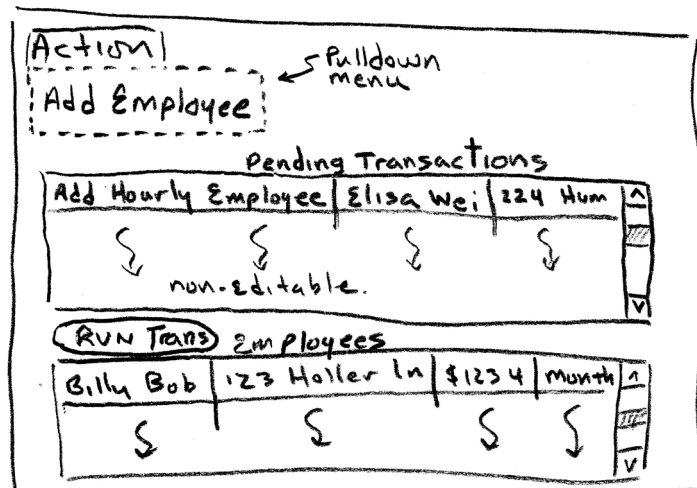 Action
Pulldown
menu
Add Employee
Pending Transactions
Add Hourly Employee Elisa Wei 224 Hum
non-editable.
RUN Trans Employees
Billy Bob 123 Holler Ln $1234 Month